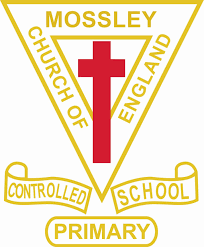 MOSSLEY
CHURCH OF
ENGLAND
CONTROLLED
SCHOOL
PRIMARY